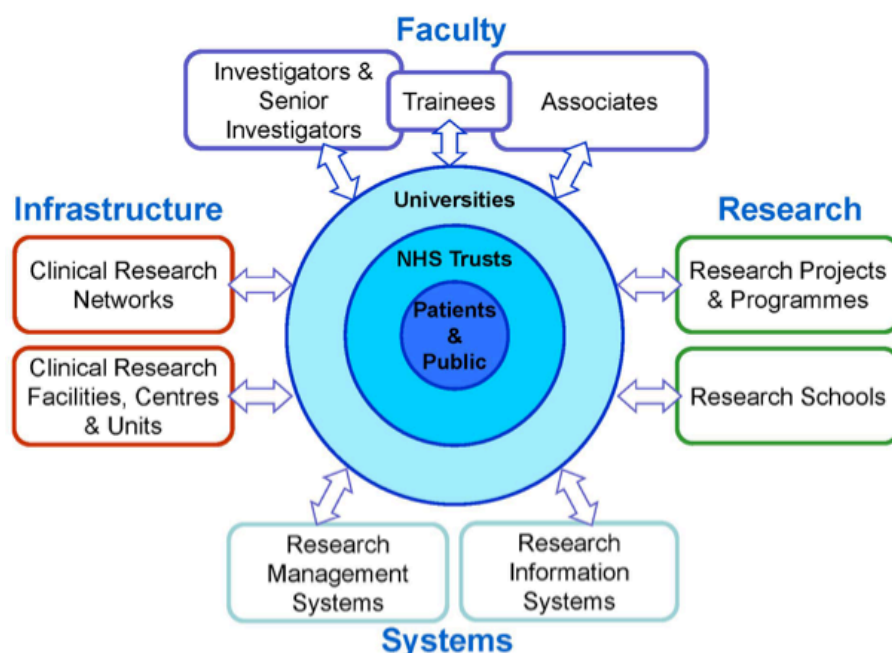 Faculty
Investigators &
Senior
Investigators
Trainees
Associates
Infrastructure
Clinical Research
Networks
Clinical Research
Facilities, Centres
& Units
Universities
NHS Trusts
Patients
&
Public
Research
Research Projects
& Programmes
Research Schools
Research
Management
Systems
Research
Information
Systems
Systems